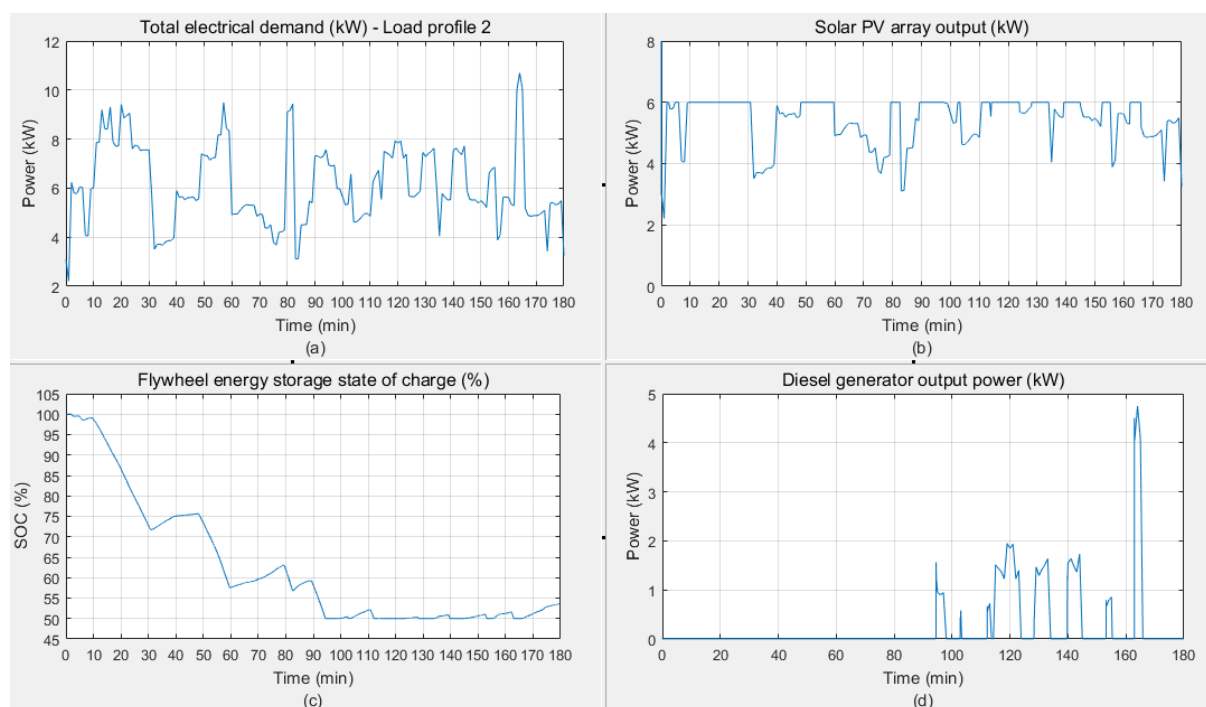 Total electrical demand (kW) - Load profile 2
Power (kW)
12
10
8
6
4
2
0 10 20 30 40 50 60 70 80 90 100 110 120 130 140 150 160 170 180
Time (min)
(a)
Solar PV array output (kW)
Power (kW)
8
6
4
2
0
0 10 20 30 40 50 60 70 80 90 100 110 120 130 140 150 160 170 180
Time (min)
(b)
Flywheel energy storage state of charge (%)
SOC (%)
105
100
95
90
85
80
75
70
65
60
55
50
45
0 10 20 30 40 50 60 70 80 90 100 110 120 130 140 150 160 170 180
Time (min)
(c)
Diesel generator output power (kW)
Power (kW)
5
4
3
2
1
0
0 20 40 60 80 100 120 140 160 180
Time (min)
(d)